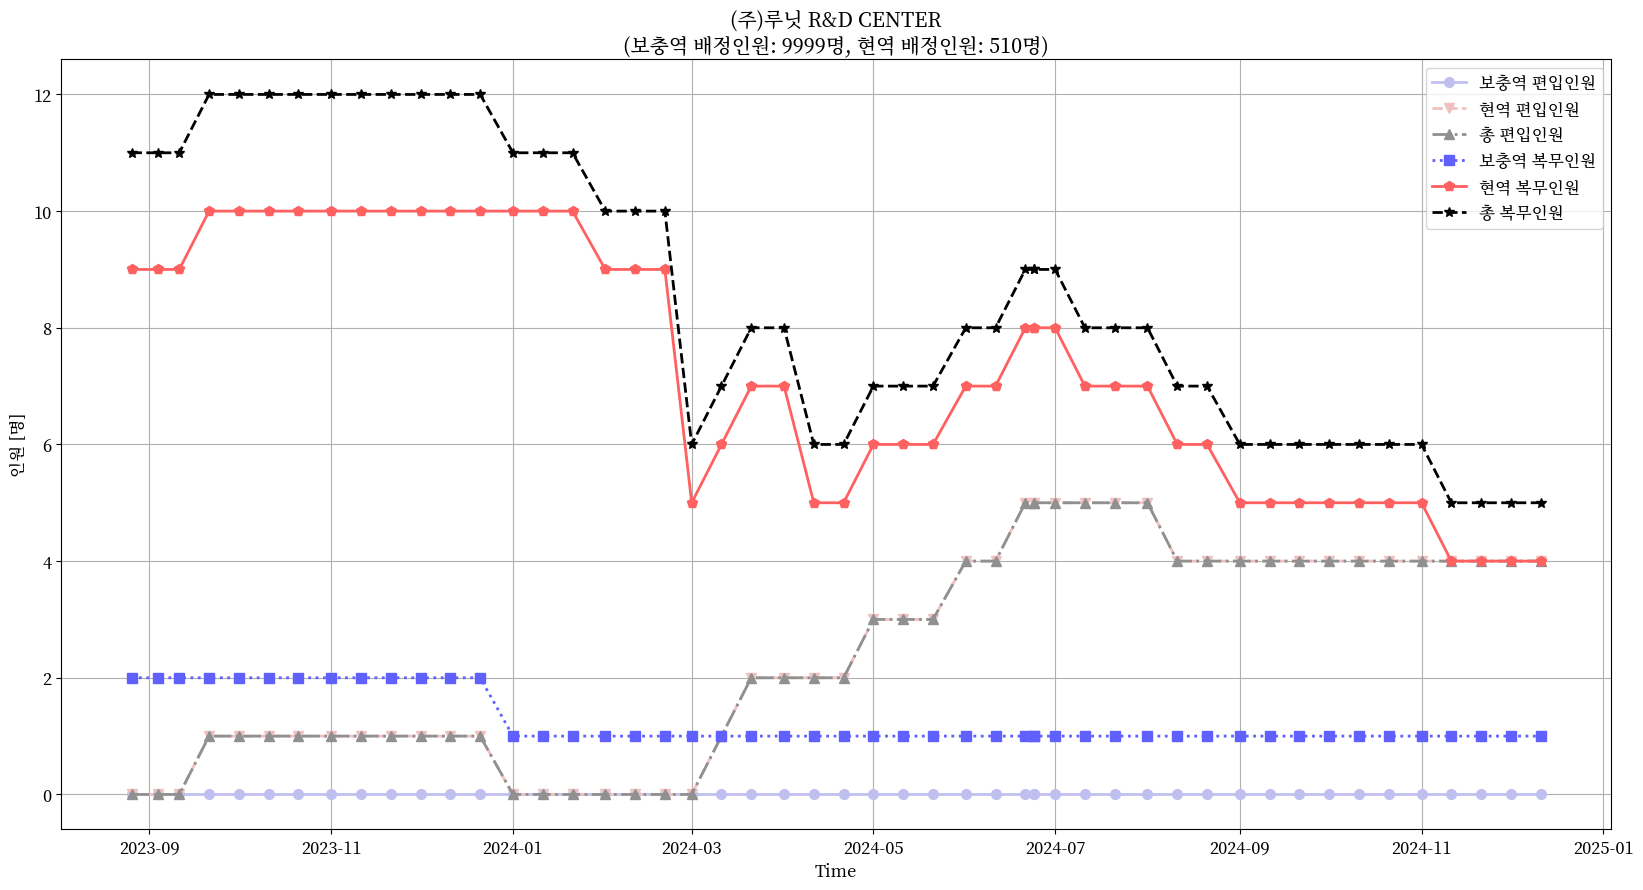 (주)루닛 R&D CENTER
(보충역 배정인원: 9999명, 현역 배정인원: 510명)
보충역 편입인원
현역 편입인원
총 편입인원
보충역 복무인원
현역 복무인원
총 복무인원
인원 [명]
12
10
8
6
4
2
0
2023-09
2023-11
2024-01
2024-03
2024-05
2024-07
2024-09
2024-11
2025-01
Time